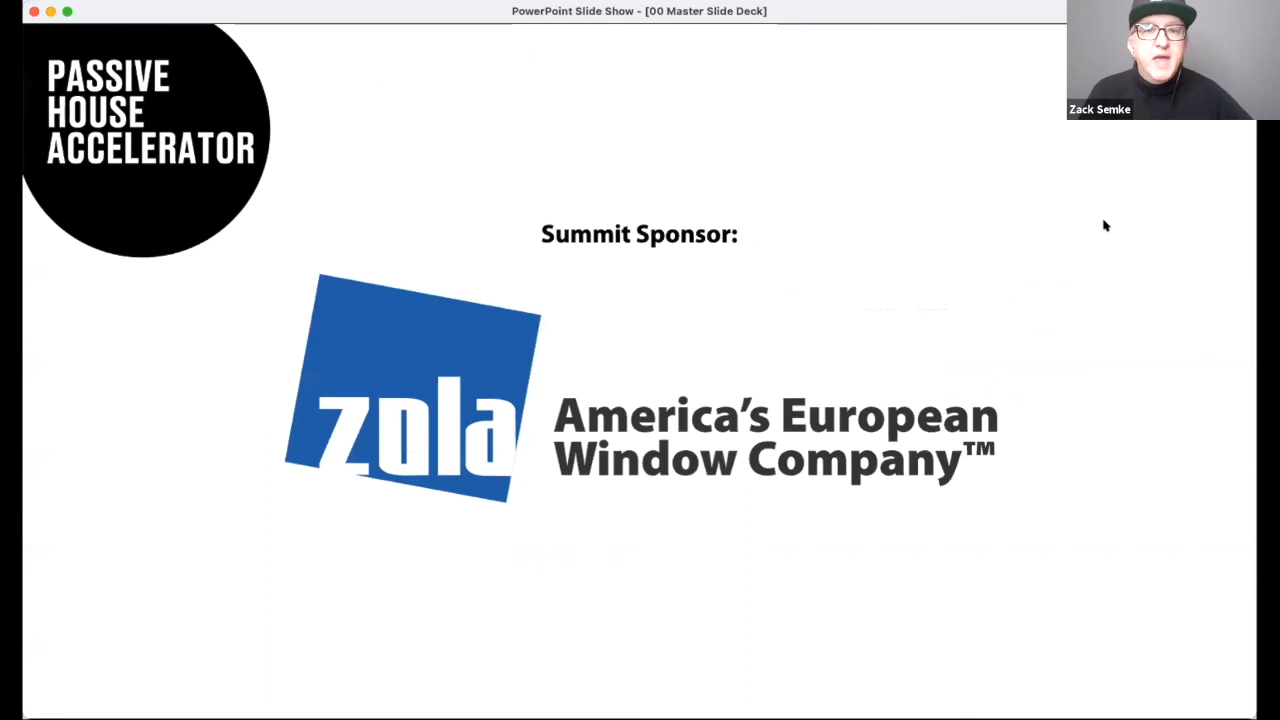 PowerPoint Slide Show - [00 Master Slide Deck]
PASSIVE
HOUSE
ACCELERATOR
Zack Semke
Summit Sponsor:
zola
America's European
Window Company™